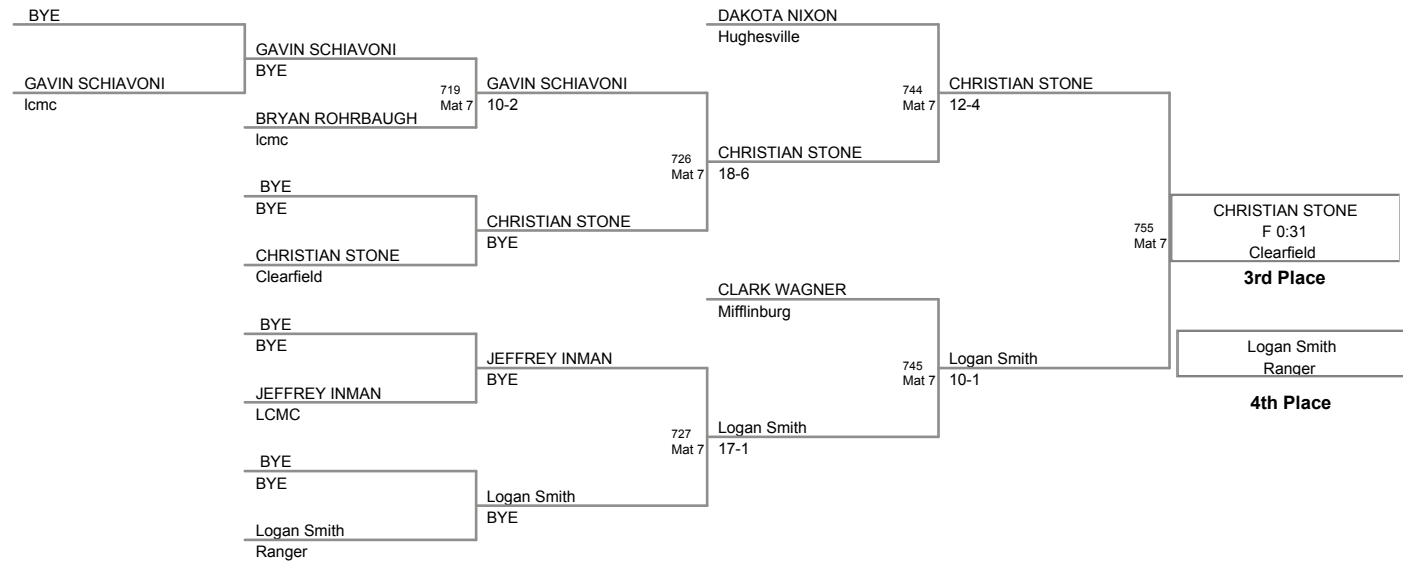 BYE
GAVIN SCHIAVONI
lcmc
GAVIN SCHIAVONI
BYE
BRYAN ROHRBAUGH
lcmc
BYE
BYE
CHRISTIAN STONE
Clearfield
BYE
BYE
JEFFREY INMAN
LCMC
BYE
BYE
Logan Smith
Ranger
719
Mat 7
GAVIN SCHIAVONI
10-2
CHRISTIAN STONE
BYE
JEFFREY INMAN
BYE
Logan Smith
BYE
726
Mat 7
727
Mat 7
DAKOTA NIXON
Hughesville
CHRISTIAN STONE
18-6
CLARK WAGNER
Mifflinburg
Logan Smith
17-1
744
Mat 7
745
Mat 7
CHRISTIAN STONE
12-4
Logan Smith
10-1
755
Mat 7
CHRISTIAN STONE
F 0:31
Clearfield
3rd Place
Logan Smith
Ranger
4th Place